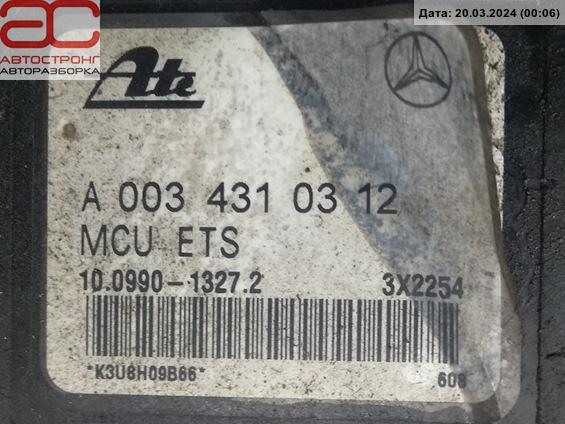 Дата: 20.03.2024 (00:06)
АС
АВТОСТРОНГ
АВТОРАЗБОРКА
Ate
A 003 431 03 12
MCU ETS
10.0990-1327.2 3X2254
*K3U8H09B66* 608